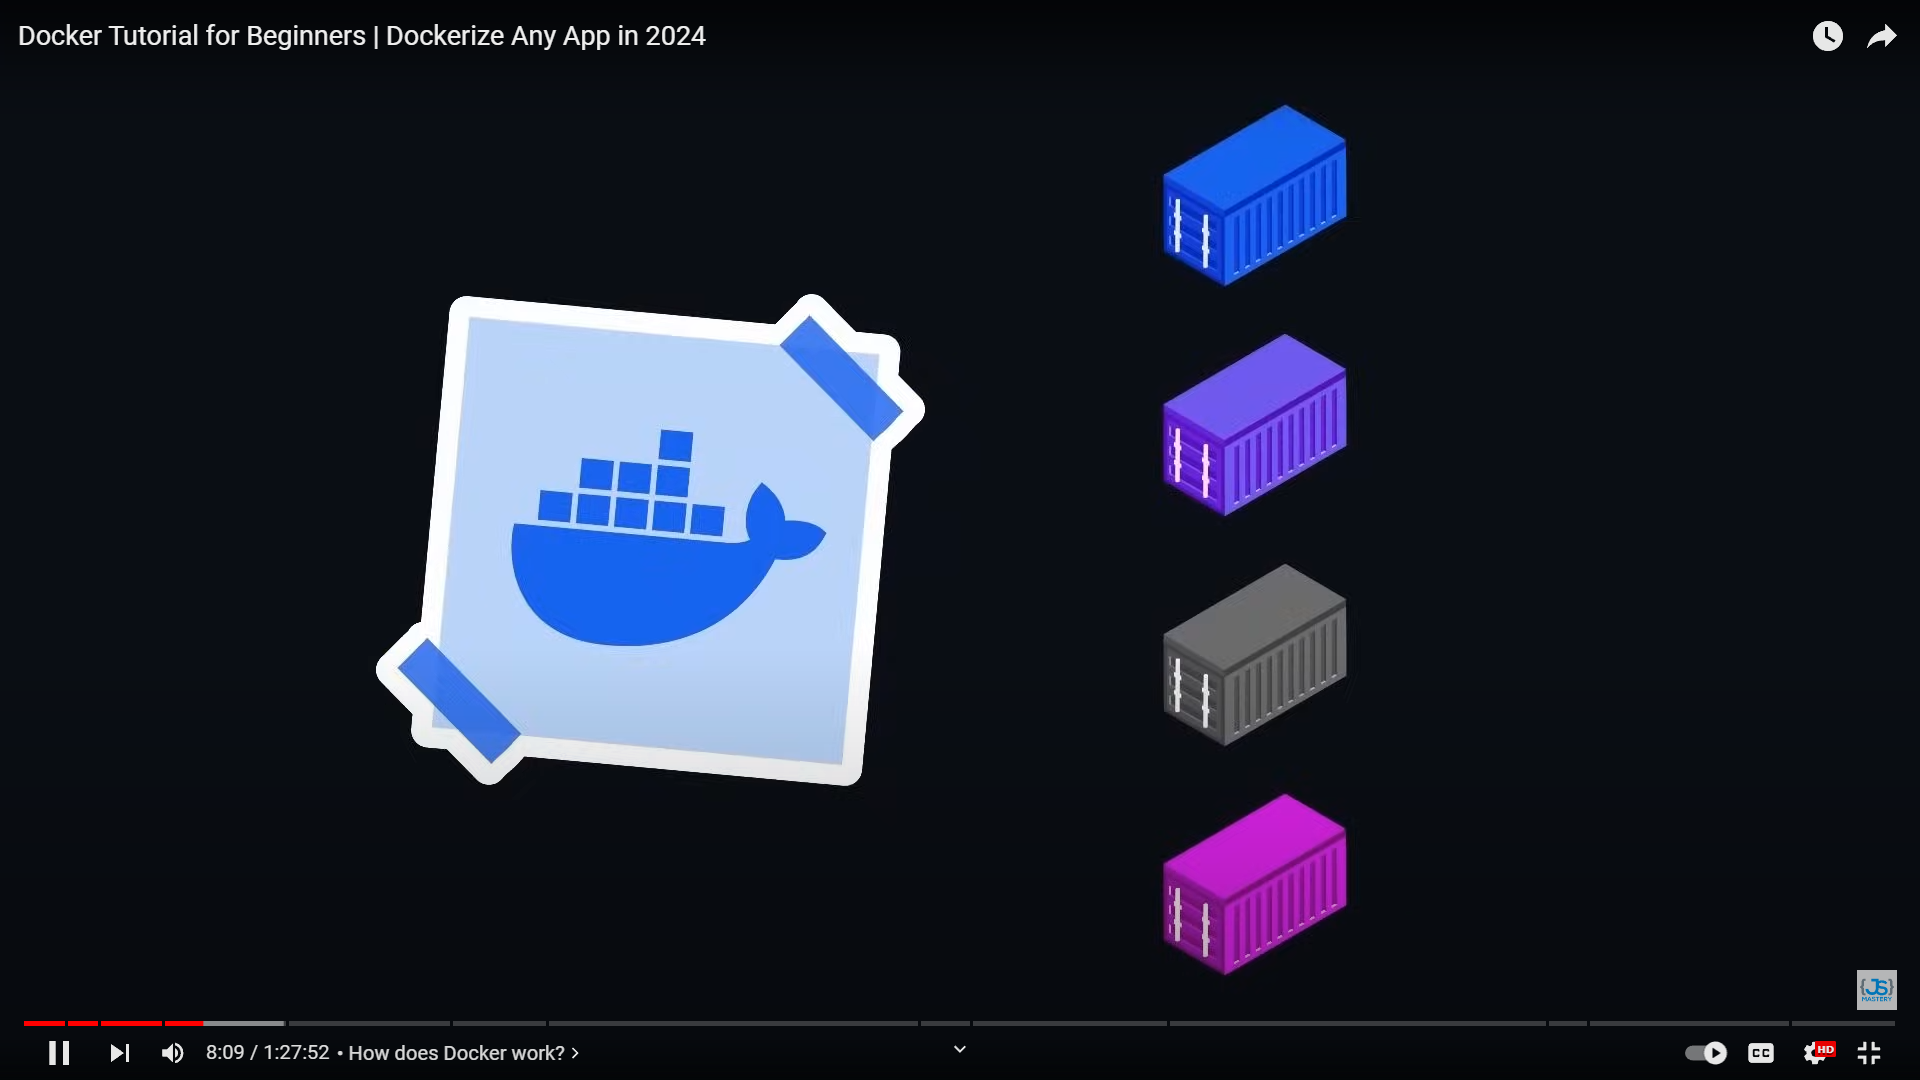 Docker Tutorial for Beginners | Dockerize Any App in 2024
{JS}
MASTERY
8:09 / 1:27:52 • How does Docker work? >
CC
HD